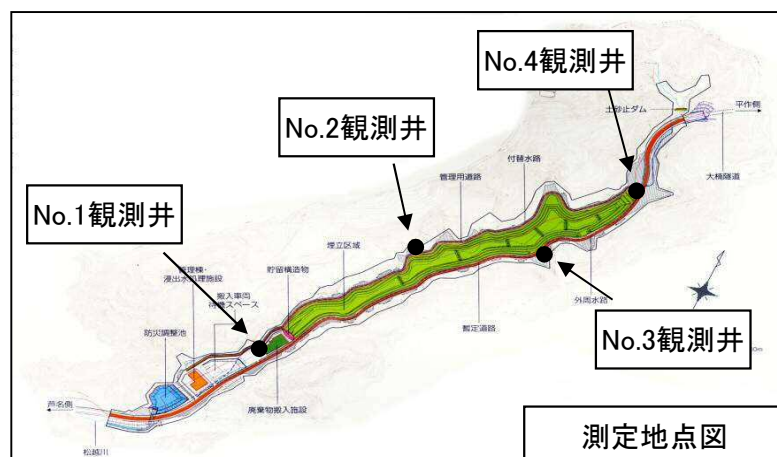 No.4観測井
土砂止ダム
平作側
No.2観測井
付替水路
大楠隧道
管理用道路
No.1観測井
埋立区域
貯留構造物
管理棟・
浸出水処理施設
搬入車両
待機スペース
外周水路
No.3観測井
防災調整池
暫定道路
芦名側
廃棄物搬入施設
松越川
測定地点図